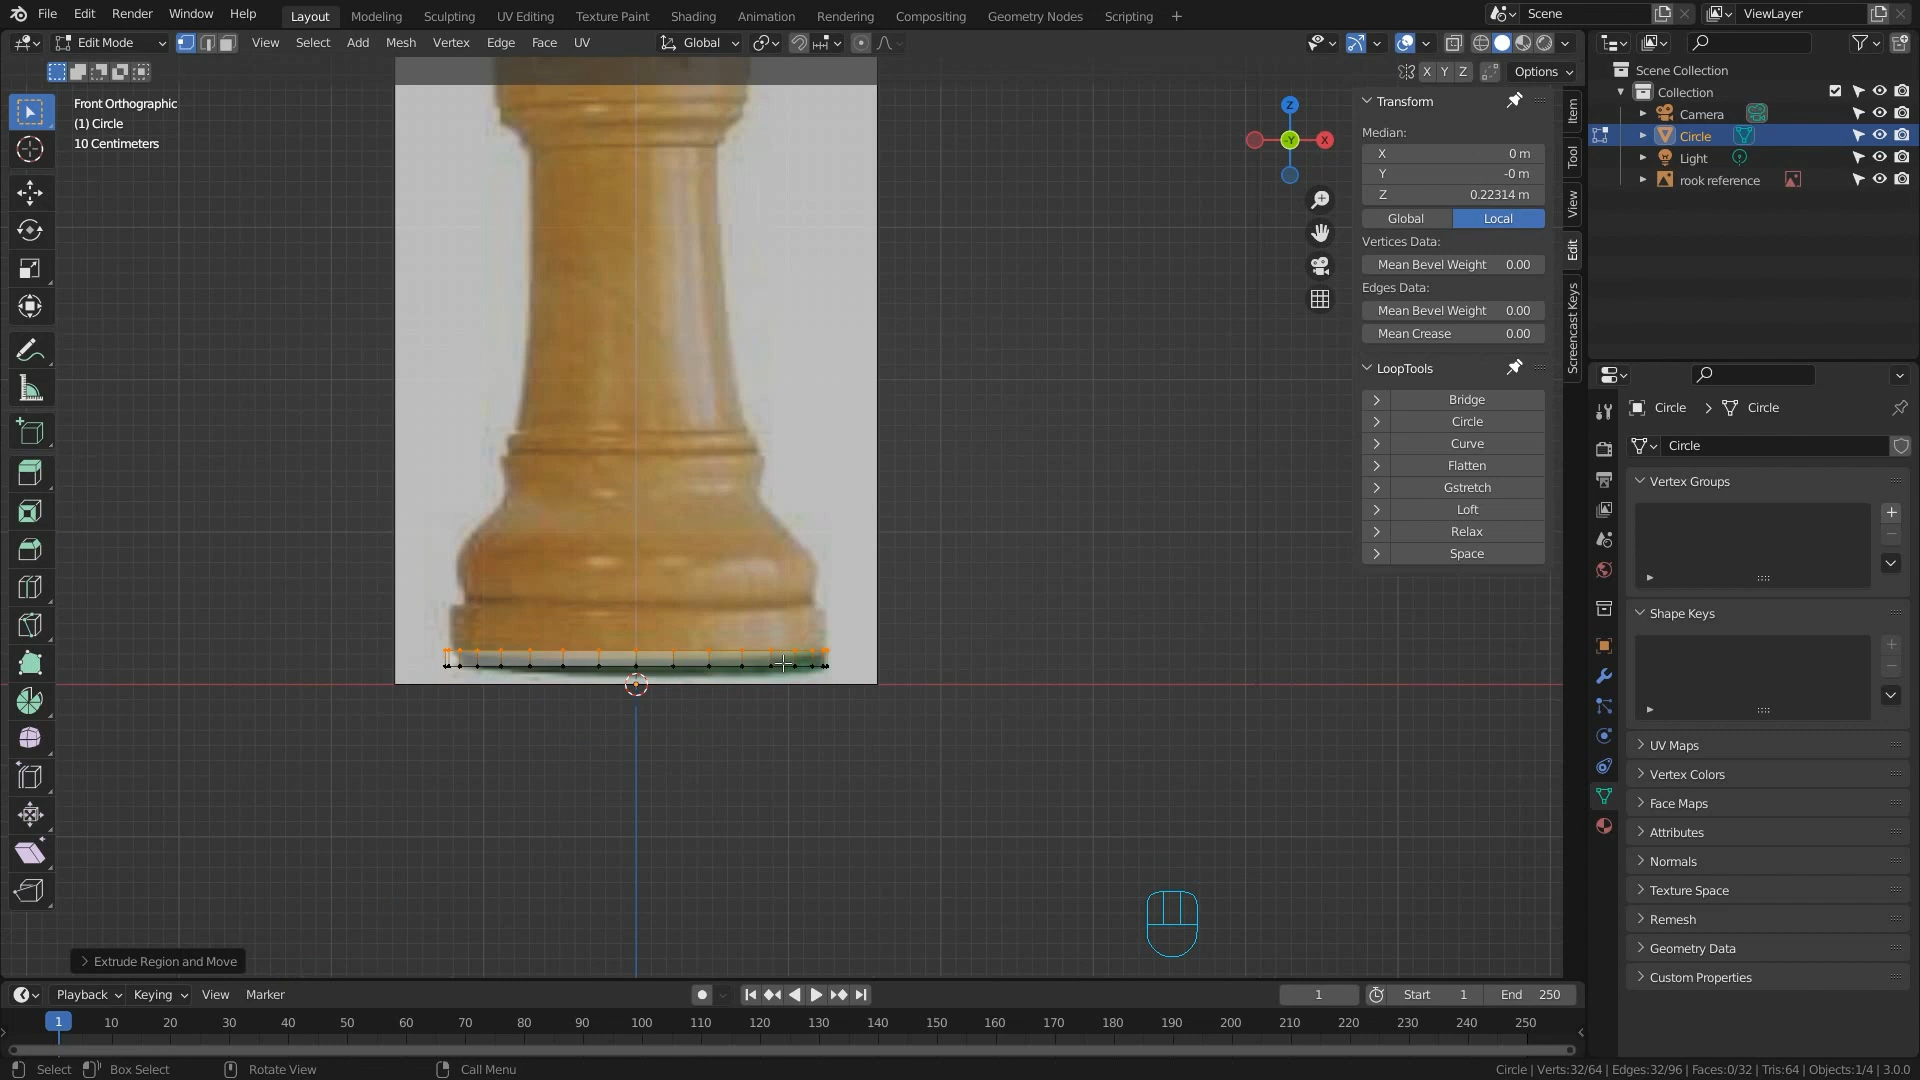 File Edit Render Window Help
Layout Modeling Sculpting UV Editing Texture Paint Shading Animation Rendering Compositing Geometry Nodes Scripting +
Scene
ViewLayer
Edit Mode View Select Add Mesh Vertex Edge Face UV
Global
X Y Z Options
Front Orthographic
(1) Circle
10 Centimeters
Z
-Y
X
Transform
Median:
X 0 m
Y -0 m
Z 0.22314 m
Global Local
Vertices Data:
Mean Bevel Weight 0.00
Edges Data:
Mean Bevel Weight 0.00
Mean Crease 0.00
LoopTools
Bridge
Circle
Curve
Flatten
Gstretch
Loft
Relax
Space
Item
Tool
View
Edit
Screencast Keys
Scene Collection
Collection
Camera
Circle
Light
rook reference
Circle > Circle
Circle
Vertex Groups
Shape Keys
UV Maps
Vertex Colors
Face Maps
Attributes
Normals
Texture Space
Remesh
Geometry Data
Custom Properties
Extrude Region and Move
Playback Keying View Marker
1 Start 1 End 250
1 10 20 30 40 50 60 70 80 90 100 110 120 130 140 150 160 170 180 190 200 210 220 230 240 250
Select Box Select Rotate View Call Menu
Circle | Verts:32/64 | Edges:32/96 | Faces:0/32 | Tris:64 | Objects:1/4 | 3.0.0